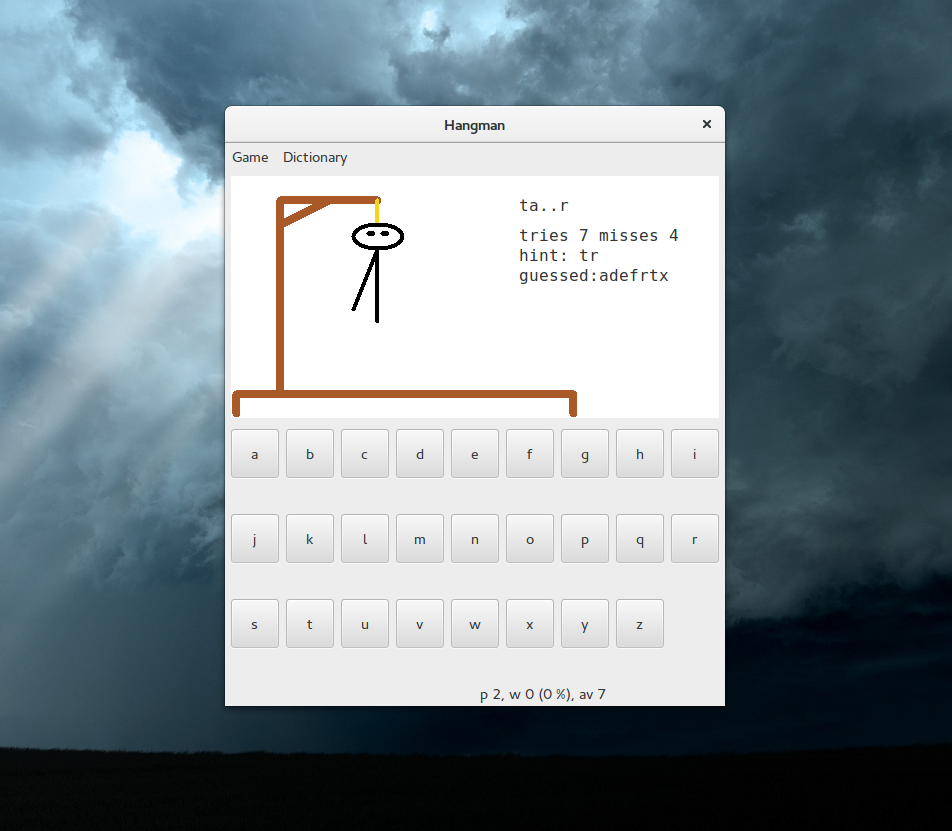 Hangman
Game Dictionary
ta..r
tries 7 misses 4
hint: tr
guessed:adefrtx
a b c d e f g h i
j k l m n o p q r
s t u v w x y z
p 2, w 0 (0 %), av 7